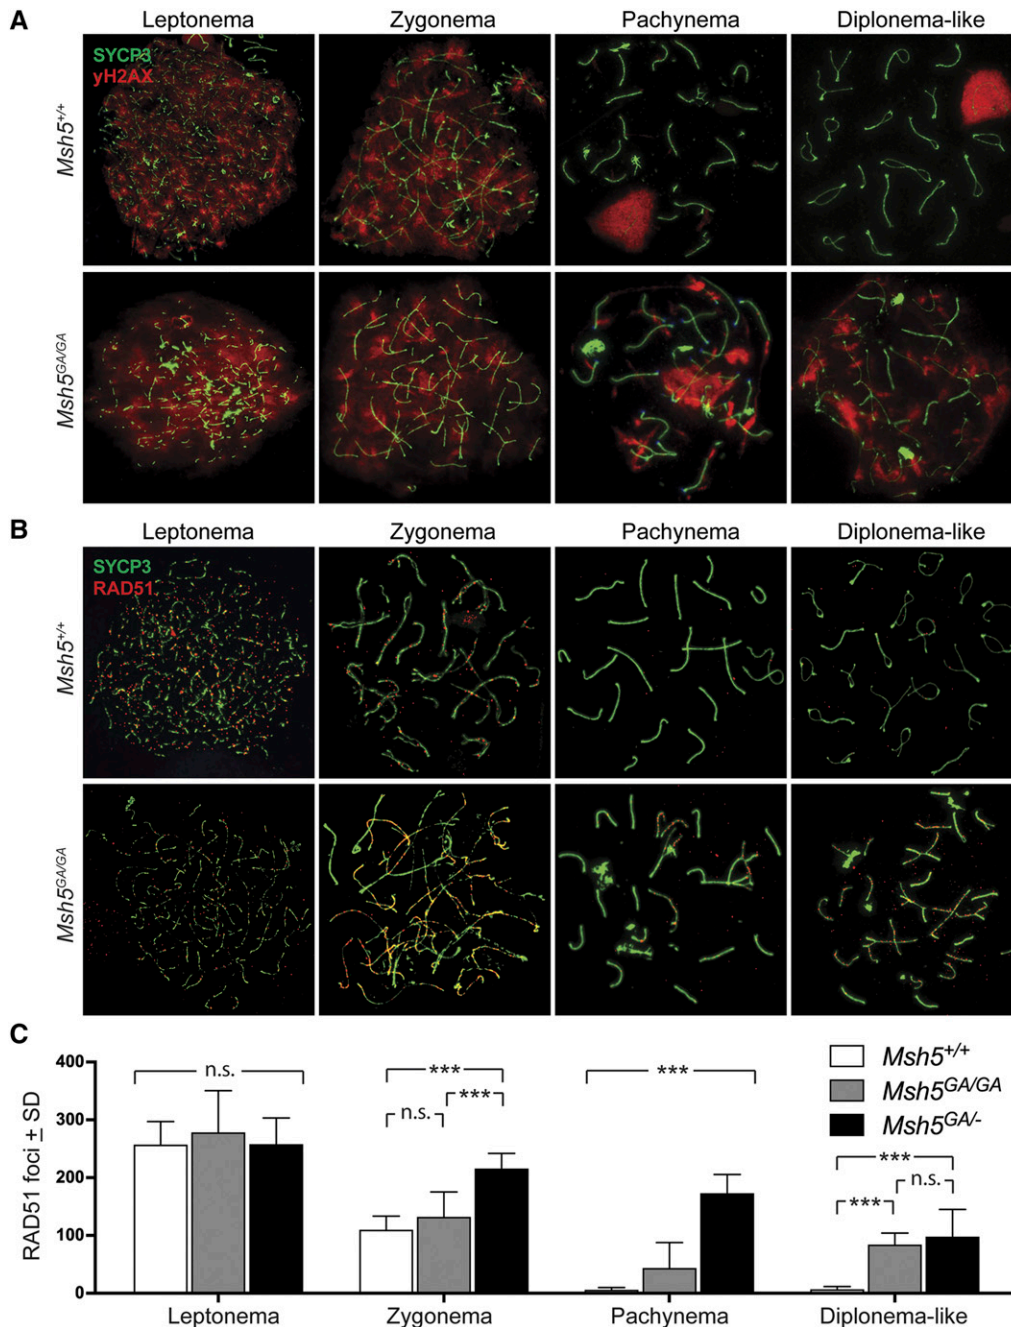 A
Leptonema Zygonema Pachynema Diplonema-like
SYCP3
yH2AX
Msh5+/+
Msh5GA/GA
B
Leptonema Zygonema Pachynema Diplonema-like
SYCP3
RAD51
Msh5+/+
Msh5GA/GA
C
RAD51 foci ± SD
400
300
200
100
0
n.s.
***
n.s.
***
***
***
***
n.s.
Msh5+/+
Msh5GA/GA
Msh5GA/-
Leptonema Zygonema Pachynema Diplonema-like